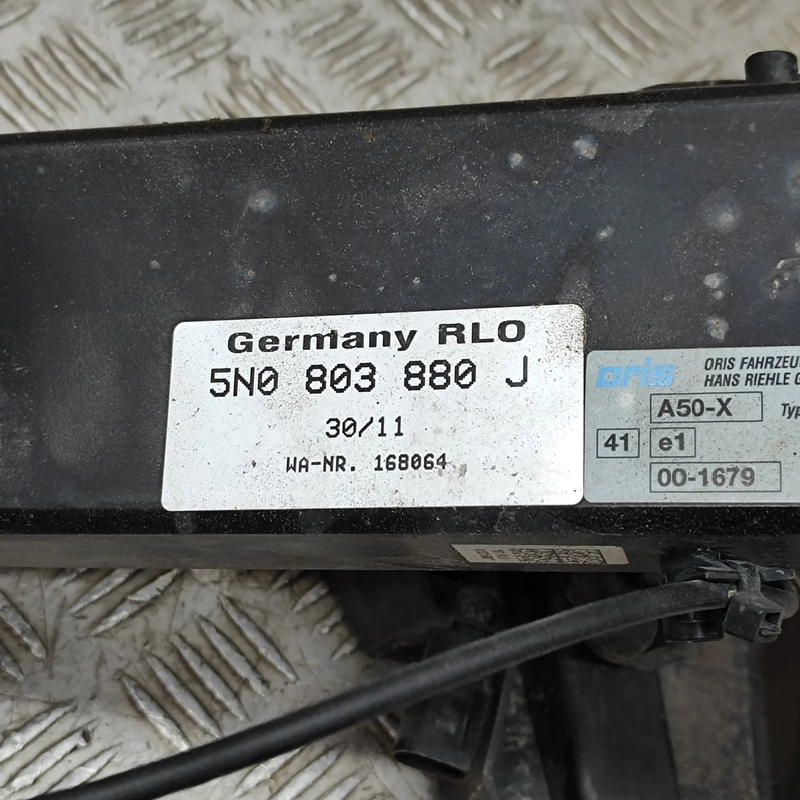 Germany RLO
5N0 803 880 J
30/11
WA-NR. 168064
oris
ORIS FAHRZEU
HANS RIEHLE G
A50-X Typ
41 e1
00-1679